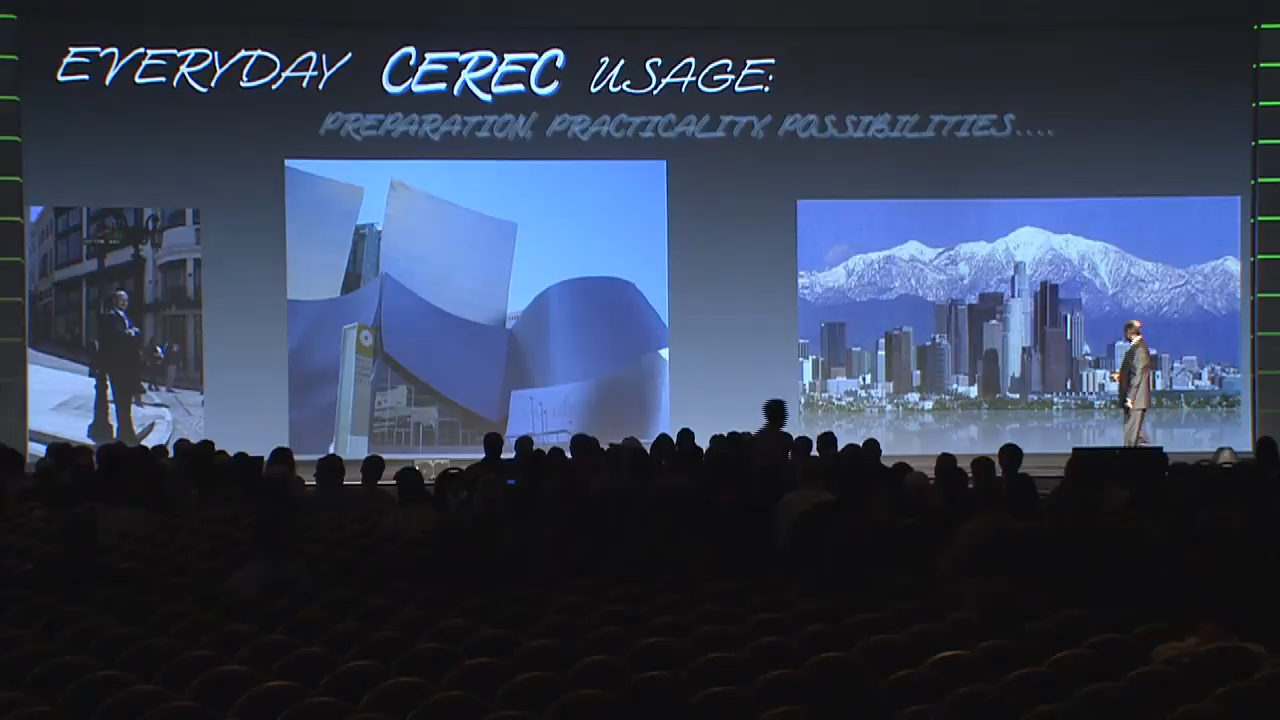 EVERYDAY CEREC USAGE:
PREPARATION, PRACTICALITY, POSSIBILITIES....